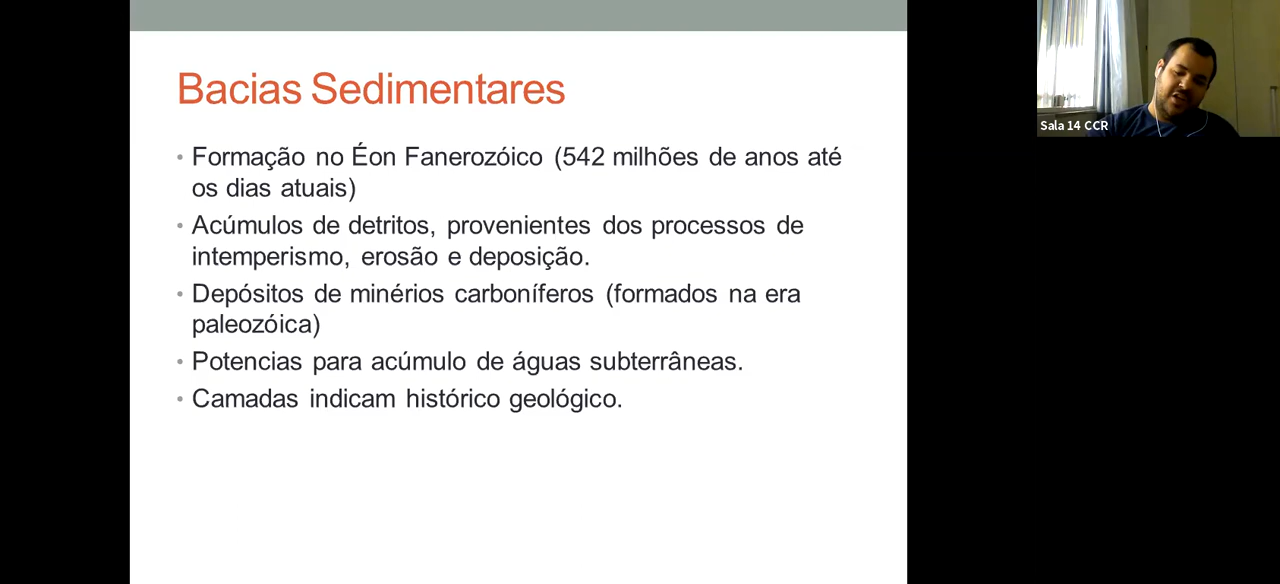 Bacias Sedimentares
• Formação no Éon Fanerozóico (542 milhões de anos até
os dias atuais)
• Acúmulos de detritos, provenientes dos processos de
intemperismo, erosão e deposição.
• Depósitos de minérios carboníferos (formados na era
paleozóica)
• Potencias para acúmulo de águas subterrâneas.
• Camadas indicam histórico geológico.
Sala 14 CCR